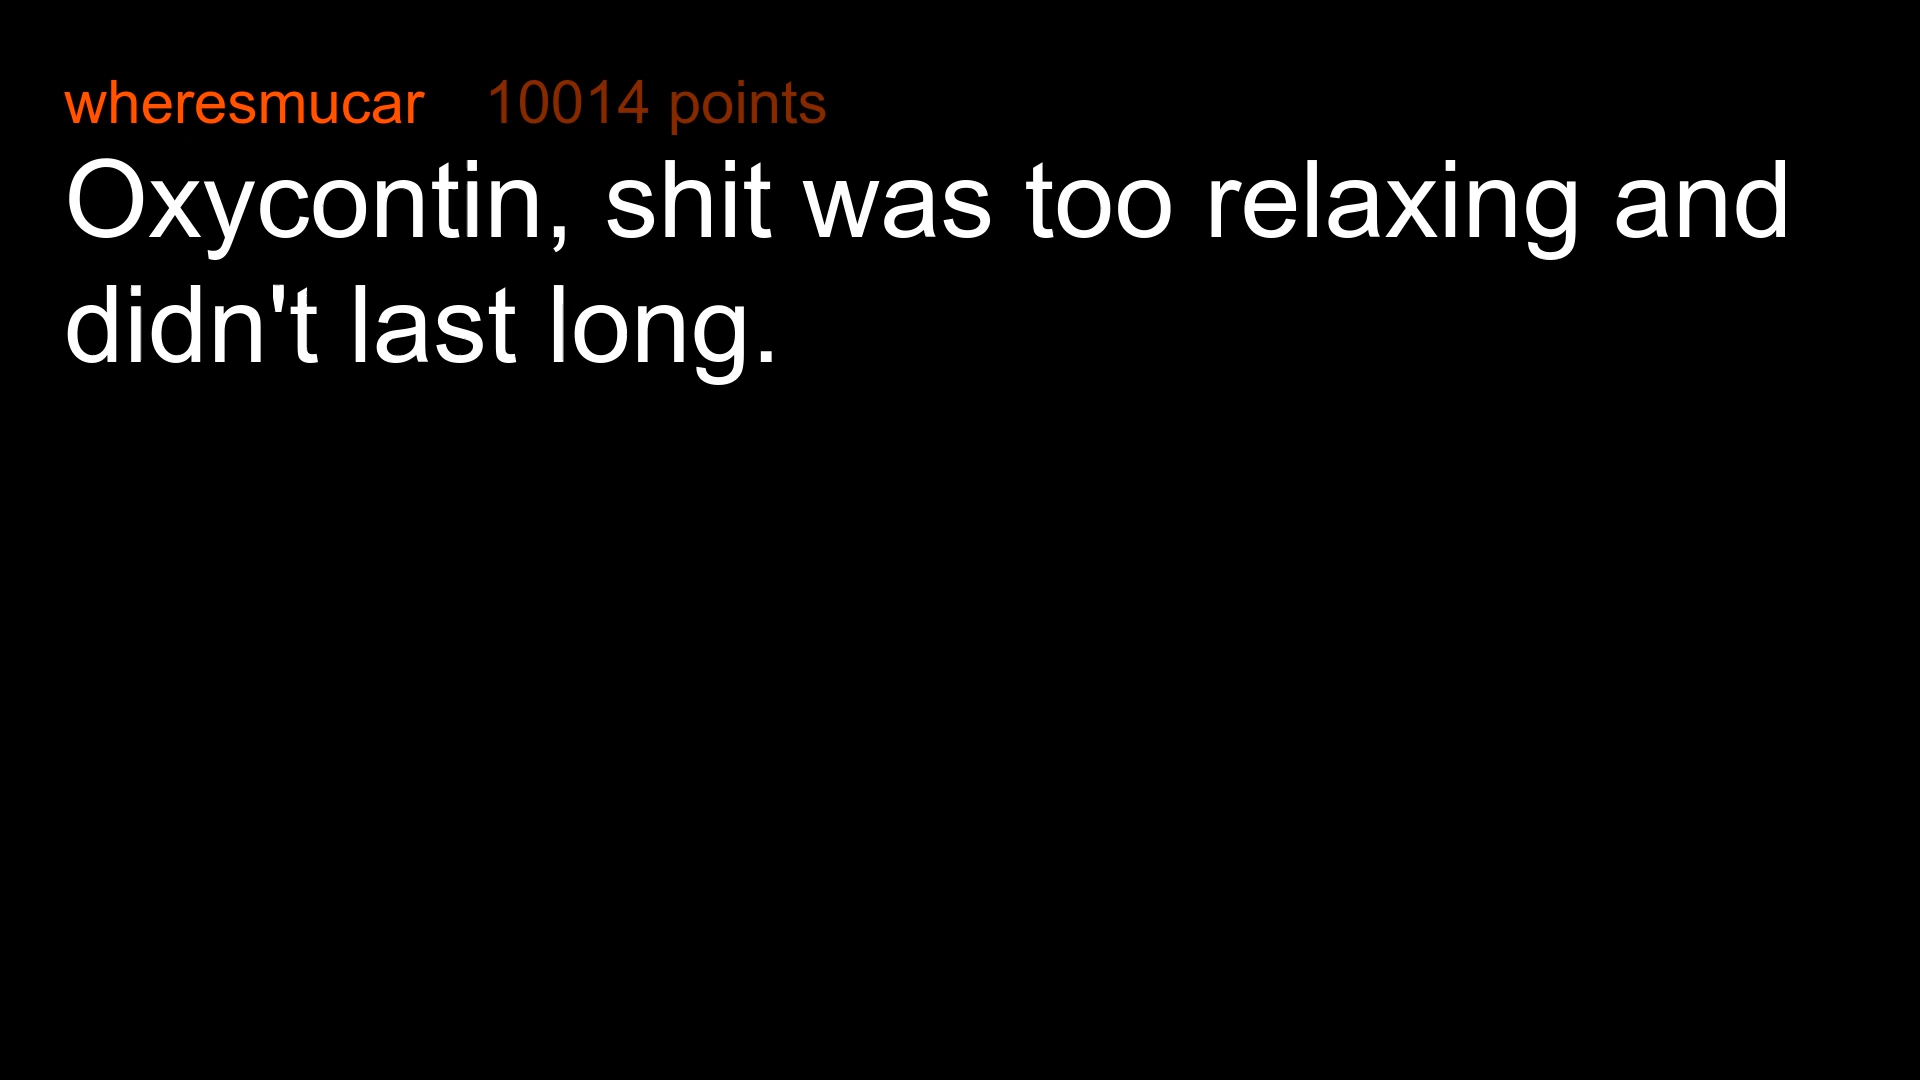 wheresmucar 10014 points
Oxycontin, shit was too relaxing and
didn't last long.